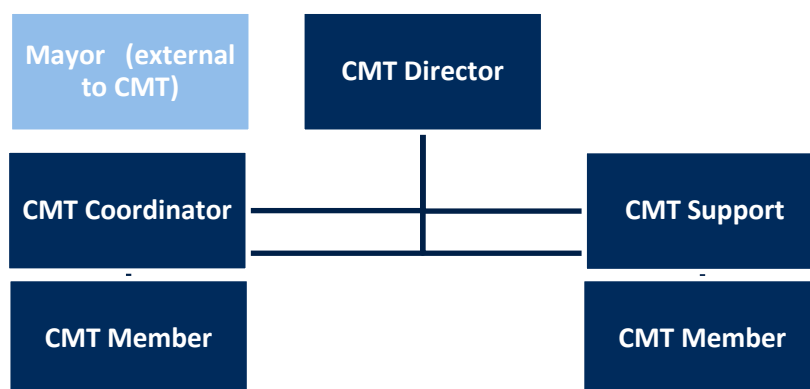 Mayor (external
to CMT)
CMT Director
CMT Coordinator
CMT Support
CMT Member
CMT Member